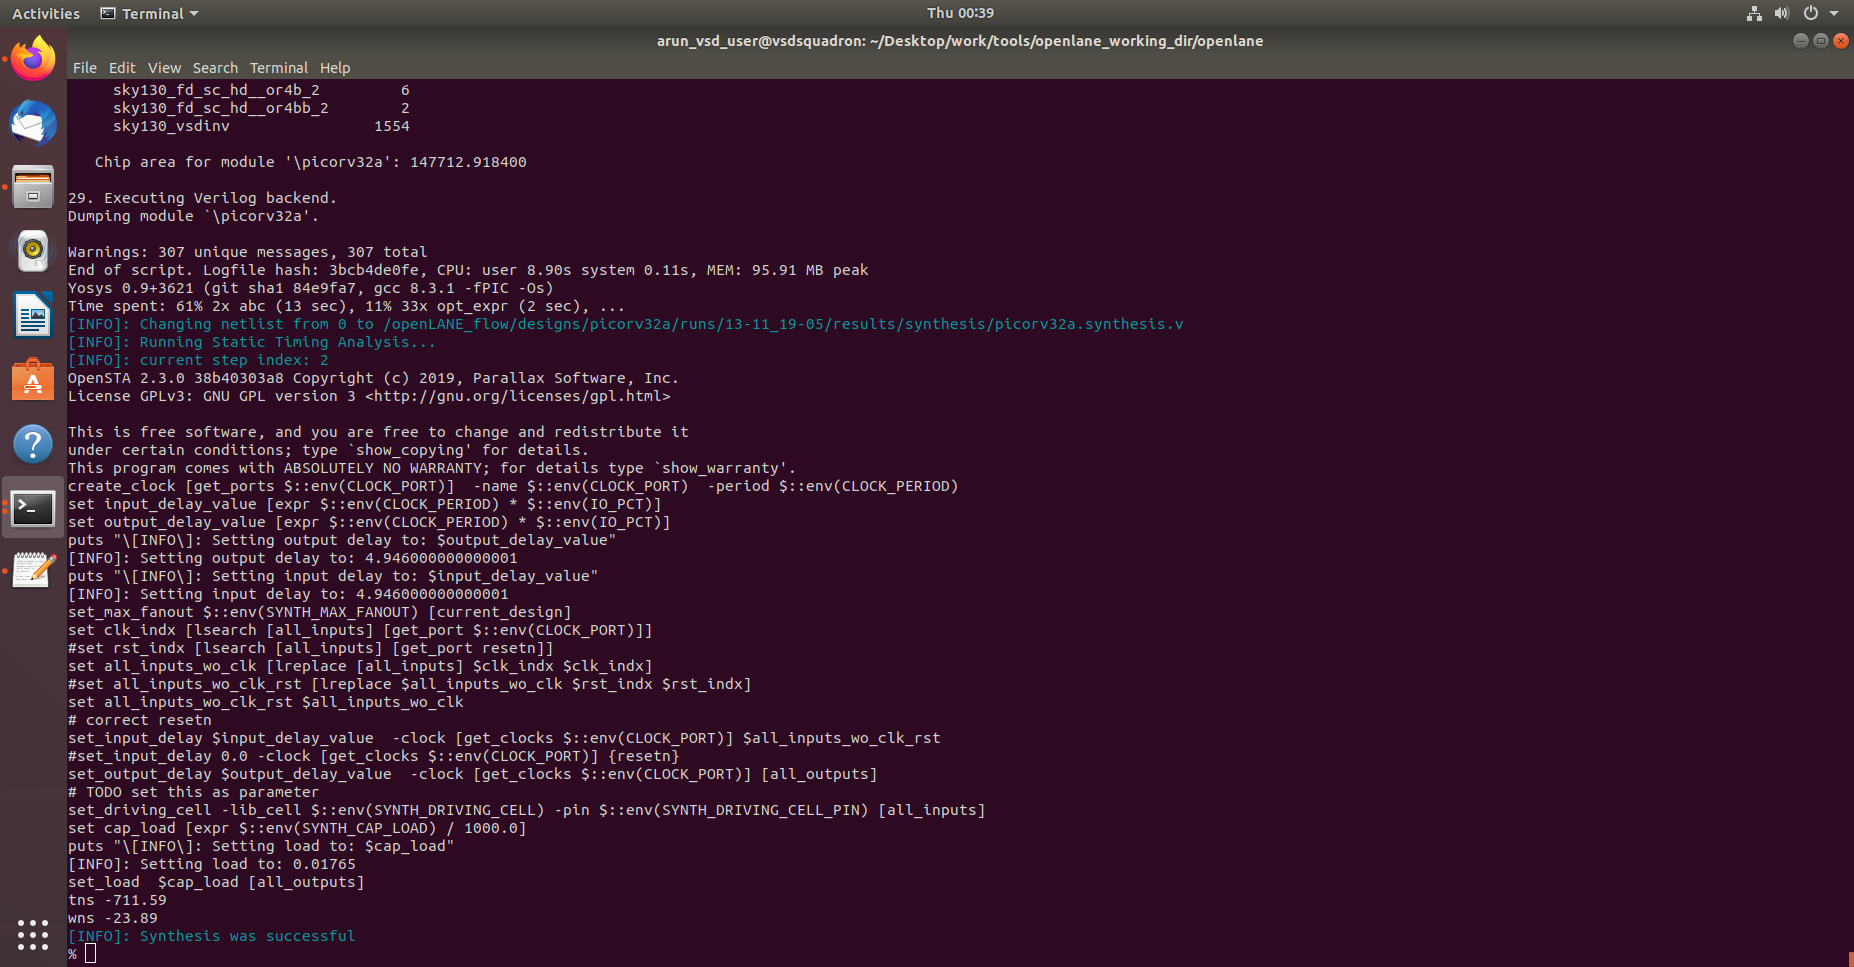 Activities Terminal Thu 00:39
arun_vsd_user@vsdsquadron: ~/Desktop/work/tools/openlane_working_dir/openlane
File Edit View Search Terminal Help
sky130_fd_sc_hd__or4b_2 6
sky130_fd_sc_hd__or4bb_2 2
sky130_vsdinv 1554
Chip area for module '\picorv32a': 147712.918400
29. Executing Verilog backend.
Dumping module `\picorv32a'.
Warnings: 307 unique messages, 307 total
End of script. Logfile hash: 3bcb4de0fe, CPU: user 8.90s system 0.11s, MEM: 95.91 MB peak
Yosys 0.9+3621 (git sha1 84e9fa7, gcc 8.3.1 -fPIC -Os)
Time spent: 61% 2x abc (13 sec), 11% 33x opt_expr (2 sec), ...
[INFO]: Changing netlist from 0 to /openLANE_flow/designs/picorv32a/runs/13-11_19-05/results/synthesis/picorv32a.synthesis.v
[INFO]: Running Static Timing Analysis...
[INFO]: current step index: 2
OpenSTA 2.3.0 38b40303a8 Copyright (c) 2019, Parallax Software, Inc.
License GPLv3: GNU GPL version 3 <http://gnu.org/licenses/gpl.html>
This is free software, and you are free to change and redistribute it
under certain conditions; type `show_copying' for details.
This program comes with ABSOLUTELY NO WARRANTY; for details type `show_warranty'.
create_clock [get_ports $::env(CLOCK_PORT)]  -name $::env(CLOCK_PORT)  -period $::env(CLOCK_PERIOD)
set input_delay_value [expr $::env(CLOCK_PERIOD) * $::env(IO_PCT)]
set output_delay_value [expr $::env(CLOCK_PERIOD) * $::env(IO_PCT)]
puts "\[INFO\]: Setting output delay to: $output_delay_value"
[INFO]: Setting output delay to: 4.946000000000001
puts "\[INFO\]: Setting input delay to: $input_delay_value"
[INFO]: Setting input delay to: 4.946000000000001
set_max_fanout $::env(SYNTH_MAX_FANOUT) [current_design]
set clk_indx [lsearch [all_inputs] [get_port $::env(CLOCK_PORT)]]
#set rst_indx [lsearch [all_inputs] [get_port resetn]]
set all_inputs_wo_clk [lreplace [all_inputs] $clk_indx $clk_indx]
#set all_inputs_wo_clk_rst [lreplace $all_inputs_wo_clk $rst_indx $rst_indx]
set all_inputs_wo_clk_rst $all_inputs_wo_clk
# correct resetn
set_input_delay $input_delay_value  -clock [get_clocks $::env(CLOCK_PORT)] $all_inputs_wo_clk_rst
#set_input_delay 0.0 -clock [get_clocks $::env(CLOCK_PORT)] {resetn}
set_output_delay $output_delay_value  -clock [get_clocks $::env(CLOCK_PORT)] [all_outputs]
# TODO set this as parameter
set_driving_cell -lib_cell $::env(SYNTH_DRIVING_CELL) -pin $::env(SYNTH_DRIVING_CELL_PIN) [all_inputs]
set cap_load [expr $::env(SYNTH_CAP_LOAD) / 1000.0]
puts "\[INFO\]: Setting load to: $cap_load"
[INFO]: Setting load to: 0.01765
set_load  $cap_load [all_outputs]
tns -711.59
wns -23.89
[INFO]: Synthesis was successful
%